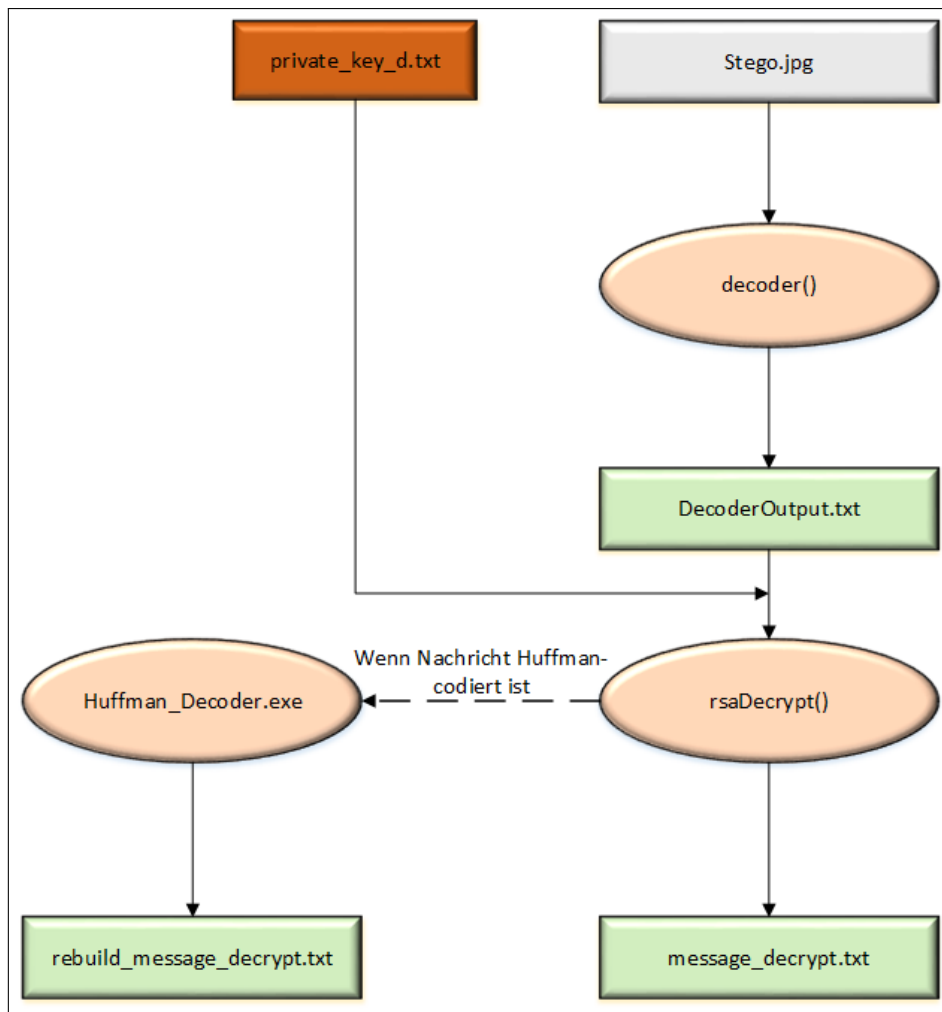 private_key_d.txt
Stego.jpg
decoder()
DecoderOutput.txt
Wenn Nachricht Huffman-
codiert ist
Huffman_Decoder.exe
rsaDecrypt()
rebuild_message_decrypt.txt
message_decrypt.txt